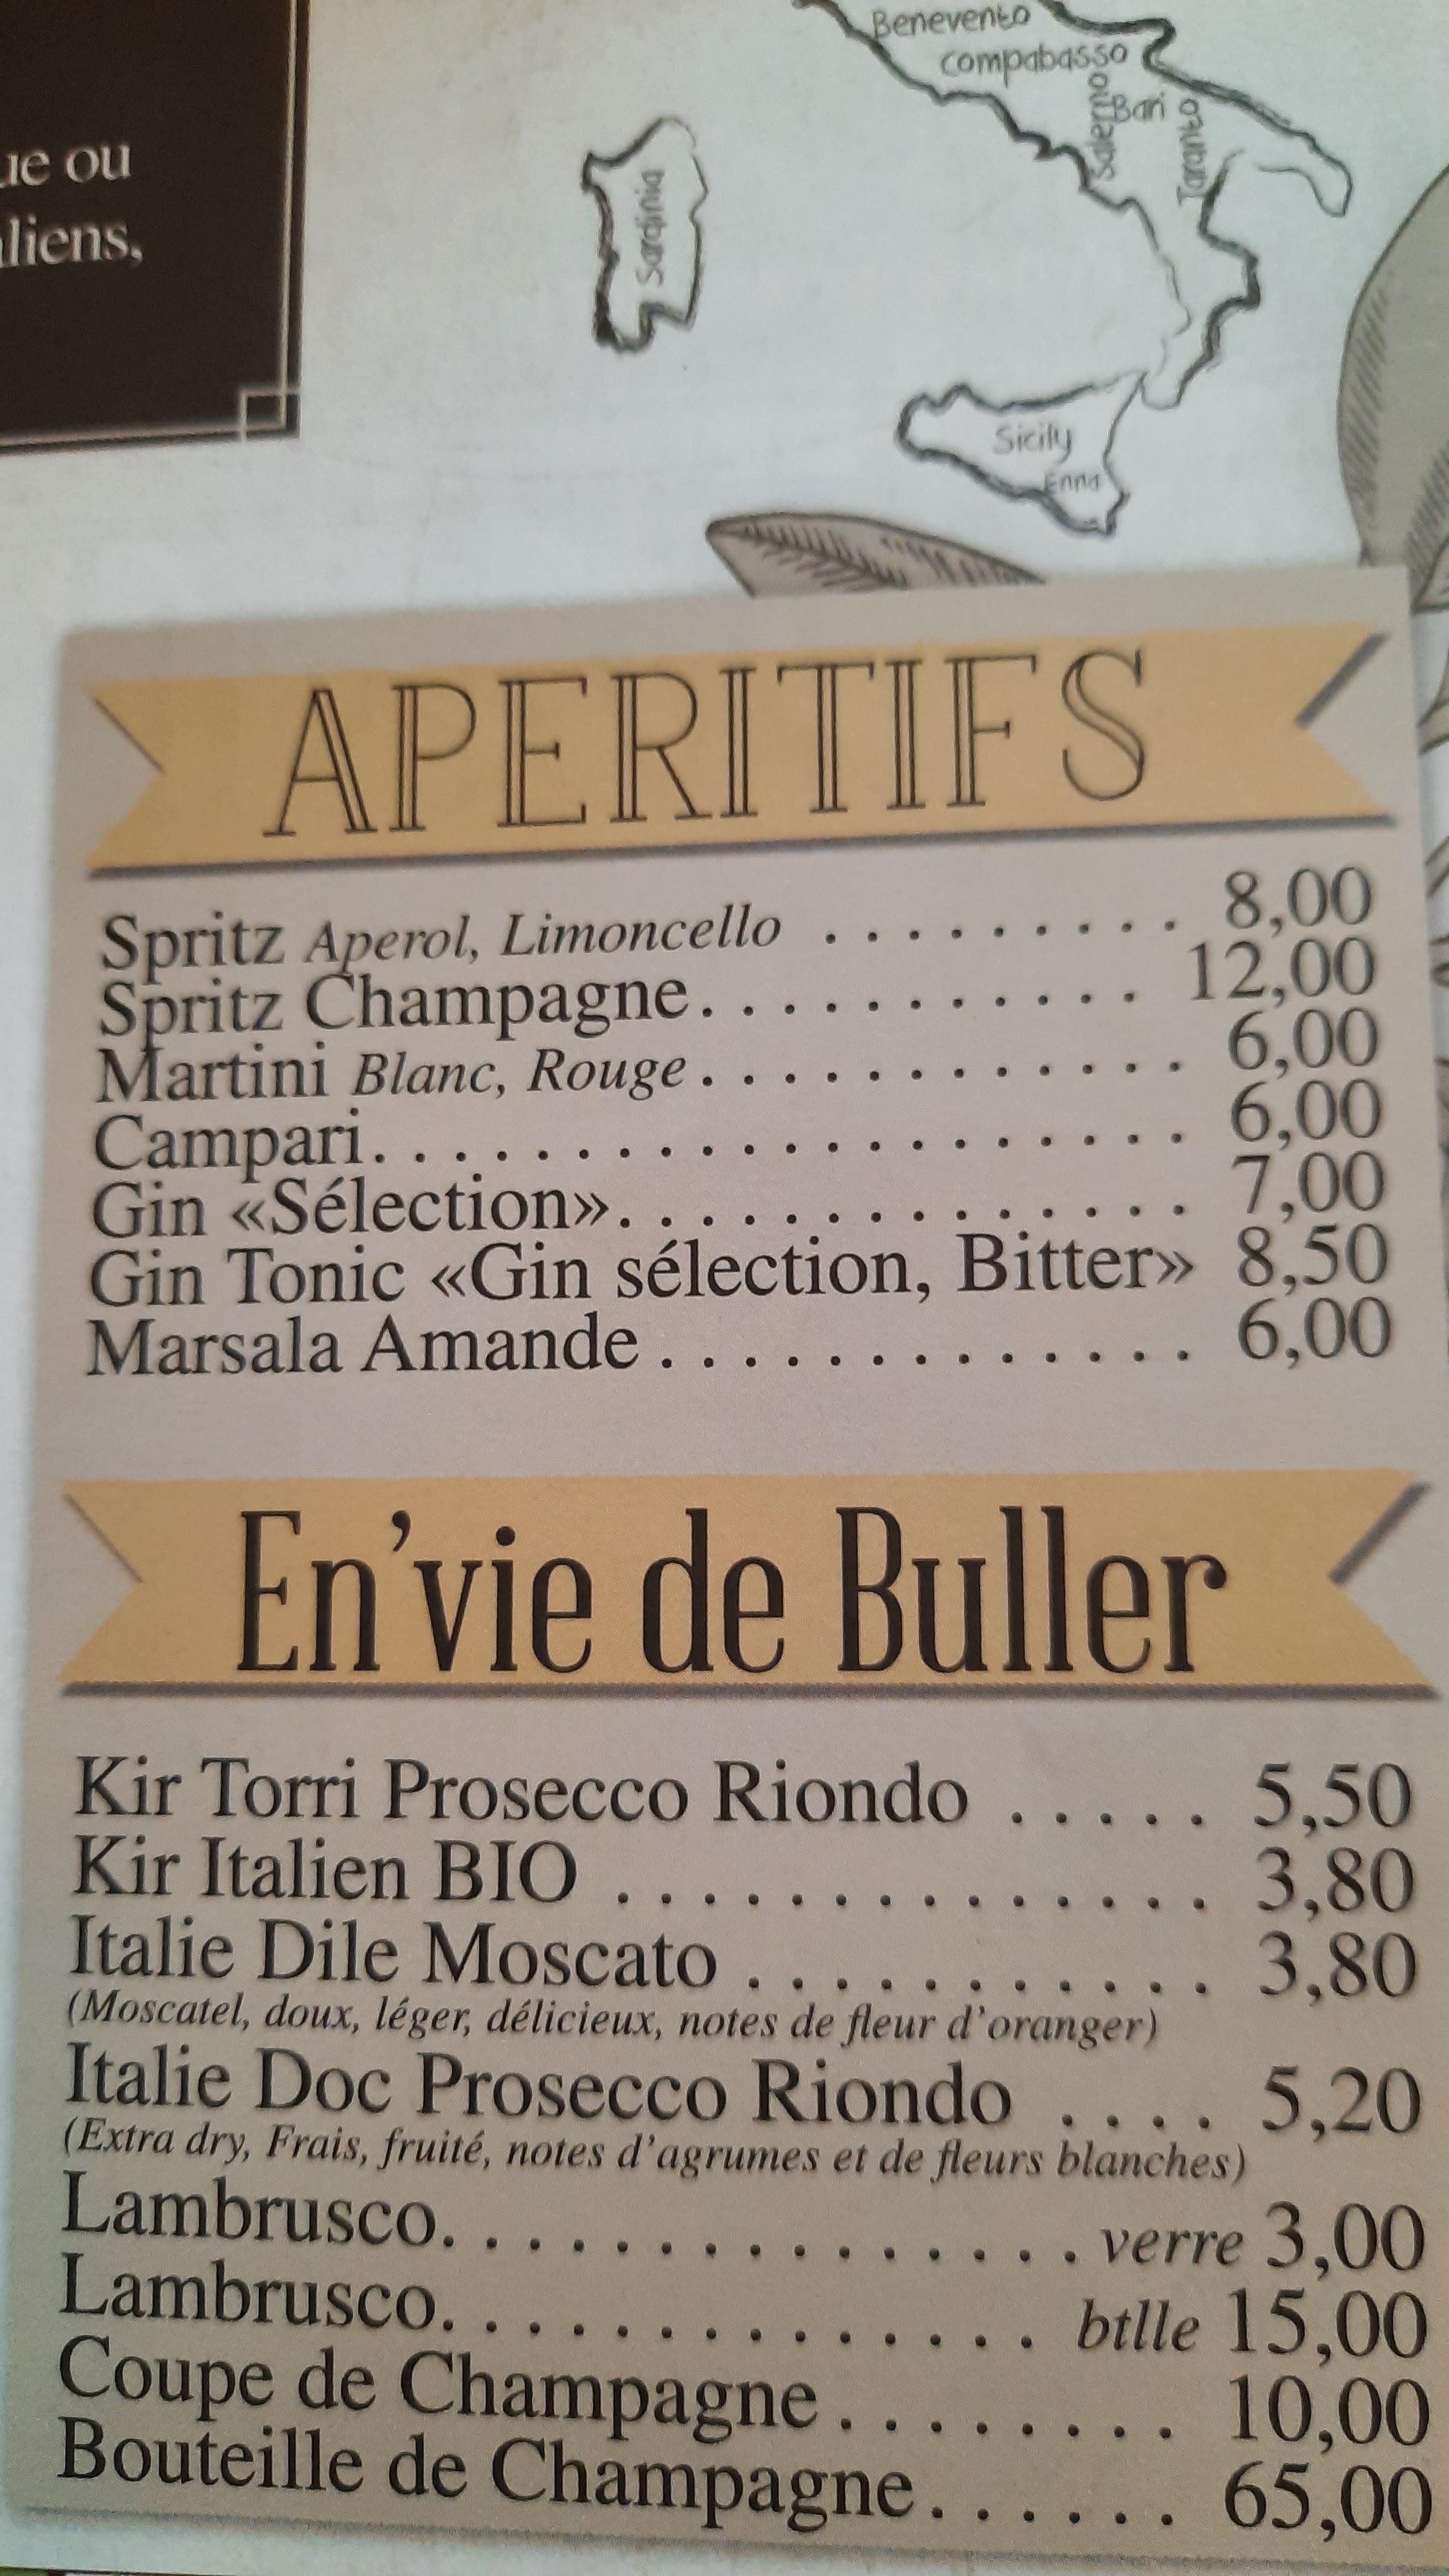 ou
Benevento
compabasso
Salerno
Bari
Taranto
Sardinia
Sicily
Enna
APERITIFS
Spritz Aperol, Limoncello . . . . . . . . . 8,00
Spritz Champagne. . . . . . . . . . . 12,00
Martini Blanc, Rouge. . . . . . . . . . . . 6,00
Campari. . . . . . . . . . . . . . . . . . . . 6,00
Gin «Sélection». . . . . . . . . . . . . . 7,00
Gin Tonic «Gin sélection, Bitter» 8,50
Marsala Amande. . . . . . . . . . . . . 6,00
En'vie de Buller
Kir Torri Prosecco Riondo . . . . . 5,50
Kir Italien BIO . . . . . . . . . . . . . . 3,80
Italie Dile Moscato . . . . . . . . . . . 3,80
(Moscatel, doux, léger, délicieux, notes de fleur d'oranger)
Italie Doc Prosecco Riondo . . . . 5,20
(Extra dry, Frais, fruité, notes d'agrumes et de fleurs blanches)
Lambrusco. . . . . . . . . . . . . . . verre 3,00
Lambrusco. . . . . . . . . . . . . . btlle 15,00
Coupe de Champagne. . . . . . . . 10,00
Bouteille de Champagne. . . . . . 65,00